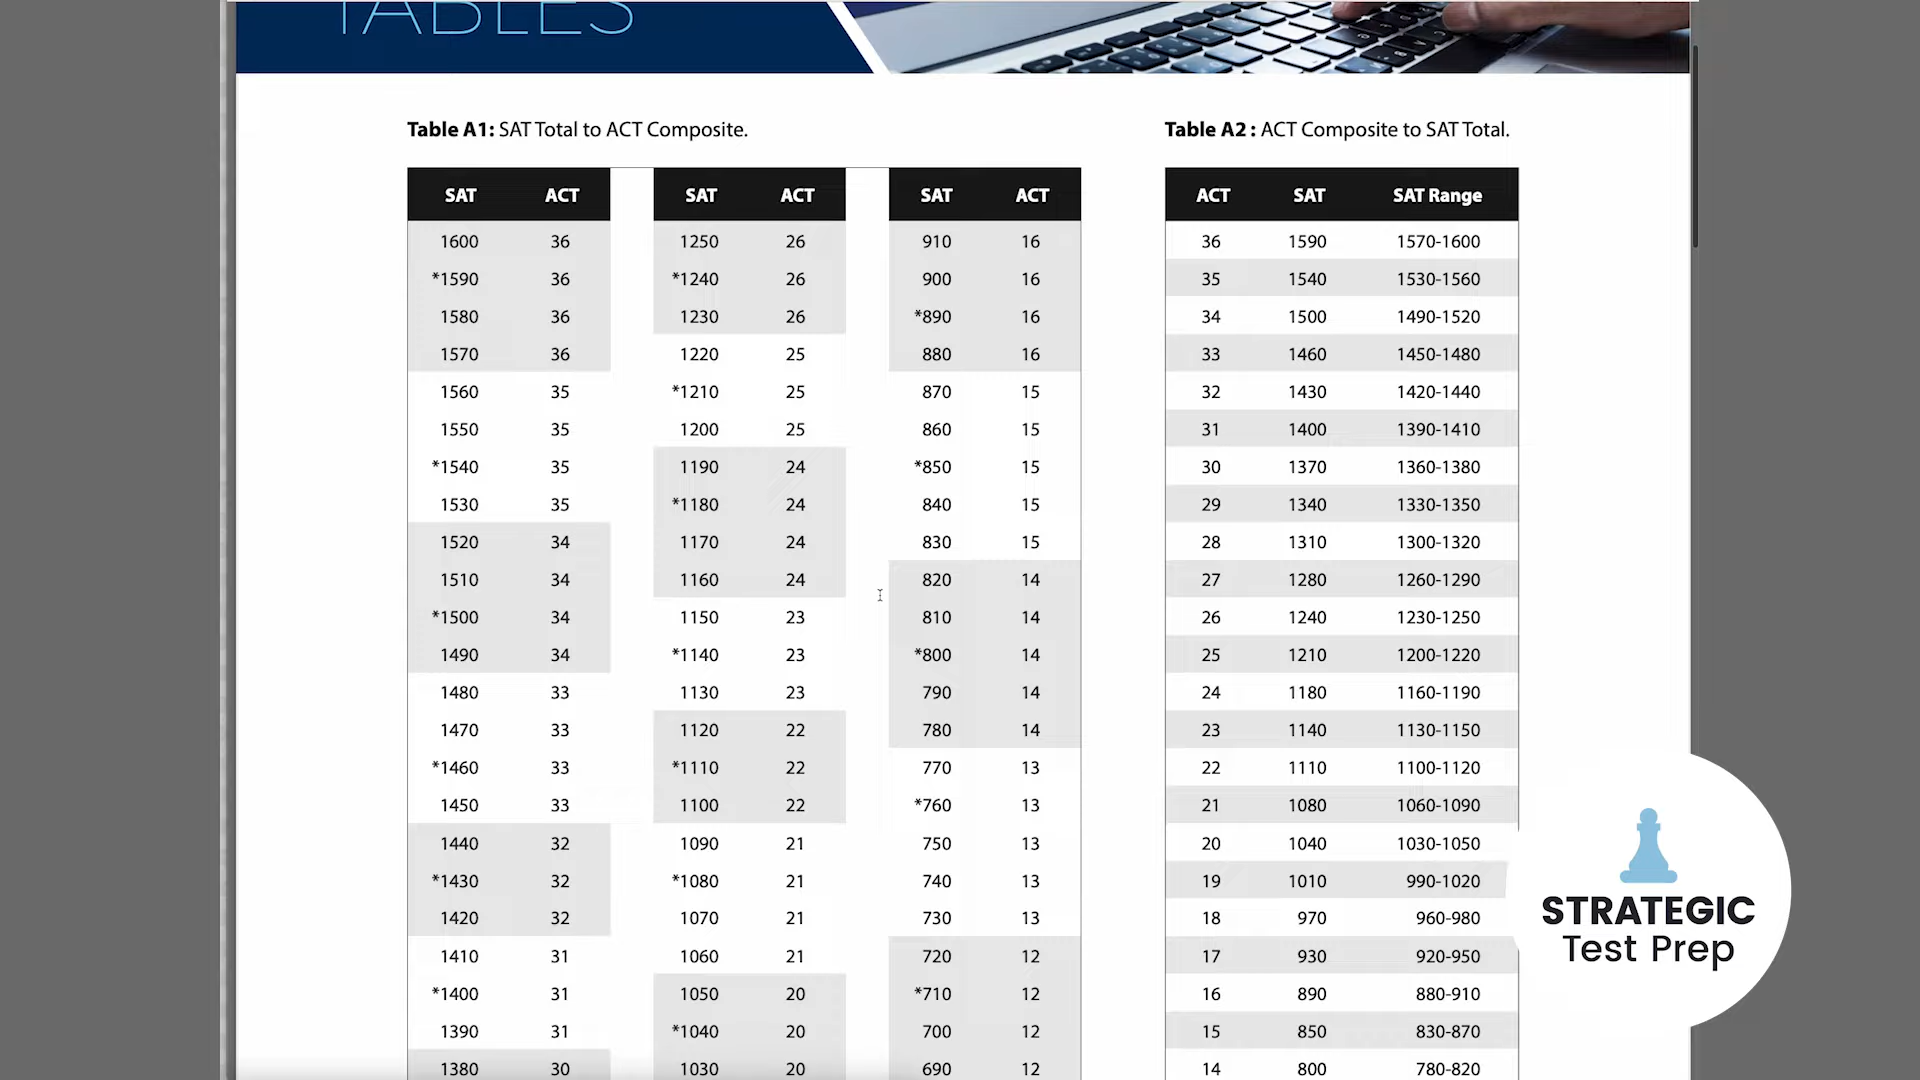 TABLES
Table A1: SAT Total to ACT Composite.
SAT ACT
1600 36
*1590 36
1580 36
1570 36
1560 35
1550 35
*1540 35
1530 35
1520 34
1510 34
*1500 34
1490 34
1480 33
1470 33
*1460 33
1450 33
1440 32
*1430 32
1420 32
1410 31
*1400 31
1390 31
1380 30
SAT ACT
1250 26
*1240 26
1230 26
1220 25
*1210 25
1200 25
1190 24
*1180 24
1170 24
1160 24
1150 23
*1140 23
1130 23
1120 22
*1110 22
1100 22
1090 21
*1080 21
1070 21
1060 21
1050 20
*1040 20
1030 20
SAT ACT
910 16
900 16
*890 16
880 16
870 15
860 15
*850 15
840 15
830 15
820 14
810 14
*800 14
790 14
780 14
770 13
*760 13
750 13
740 13
730 13
720 12
*710 12
700 12
690 12
Table A2 : ACT Composite to SAT Total.
ACT SAT SAT Range
36 1590 1570-1600
35 1540 1530-1560
34 1500 1490-1520
33 1460 1450-1480
32 1430 1420-1440
31 1400 1390-1410
30 1370 1360-1380
29 1340 1330-1350
28 1310 1300-1320
27 1280 1260-1290
26 1240 1230-1250
25 1210 1200-1220
24 1180 1160-1190
23 1140 1130-1150
22 1110 1100-1120
21 1080 1060-1090
20 1040 1030-1050
19 1010 990-1020
18 970 960-980
17 930 920-950
16 890 880-910
15 850 830-870
14 800 780-820
STRATEGIC
Test Prep